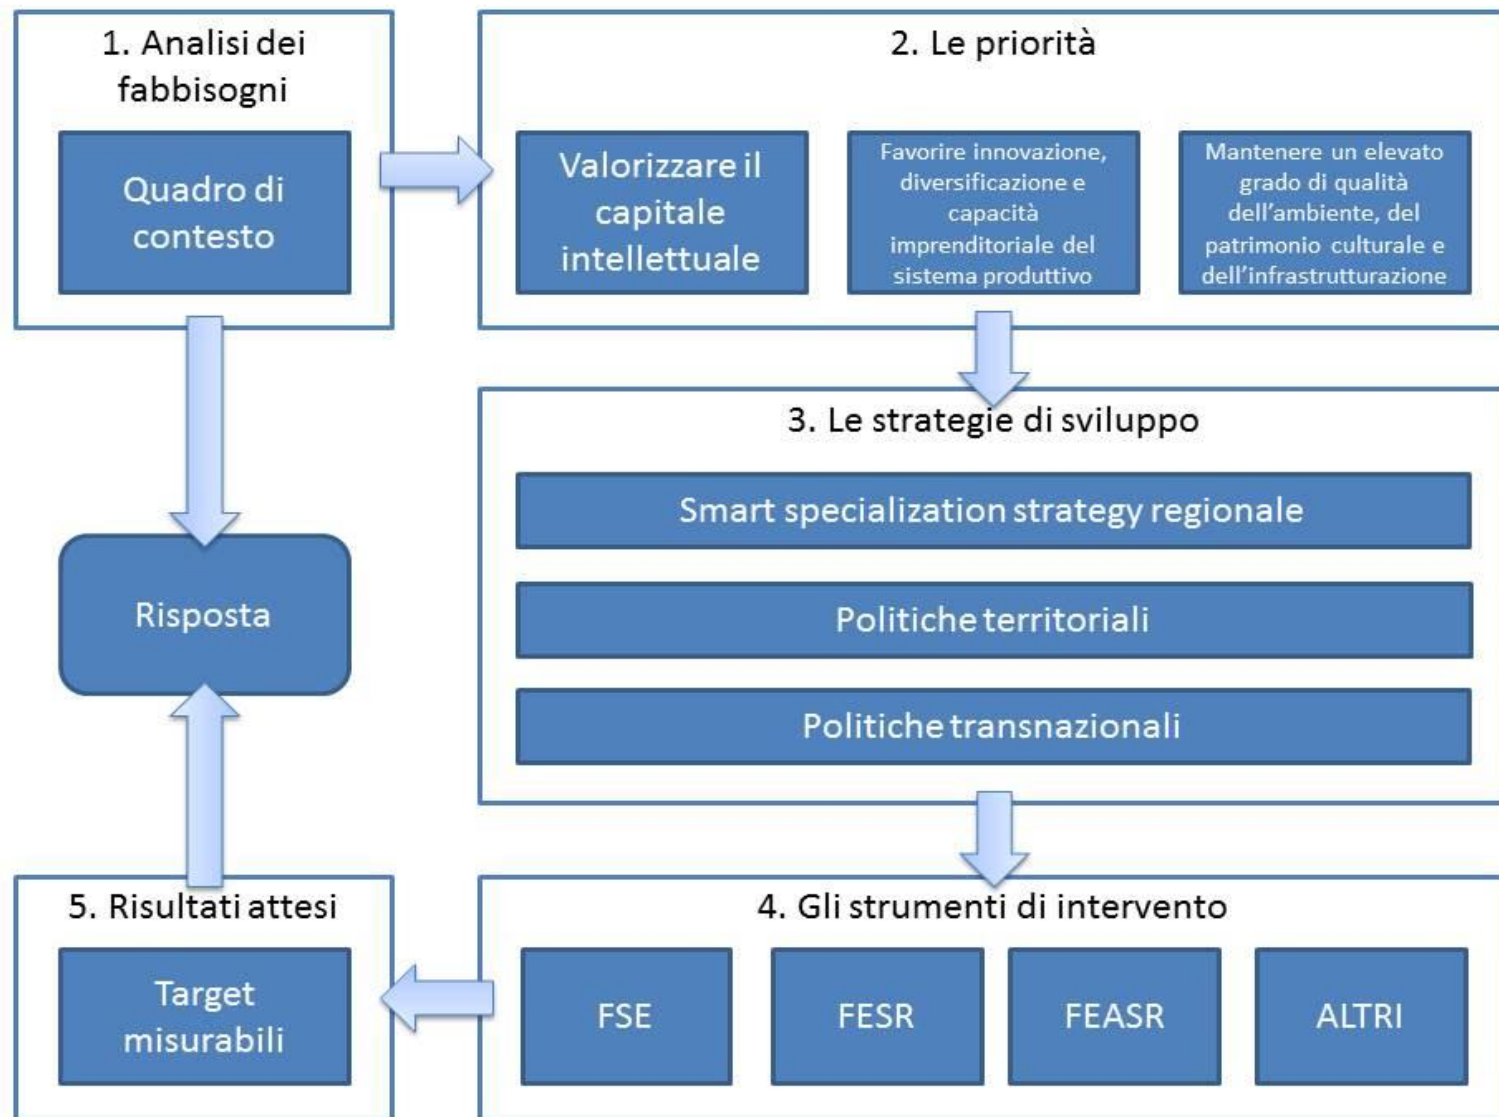 1. Analisi dei
fabbisogni
Quadro di
contesto
2. Le priorità
Valorizzare il
capitale
intellettuale
Favorire innovazione,
diversificazione e
capacità
imprenditoriale del
sistema produttivo
Mantenere un elevato
grado di qualità
dell'ambiente, del
patrimonio culturale e
dell'infrastrutturazione
3. Le strategie di sviluppo
Smart specialization strategy regionale
Politiche territoriali
Politiche transnazionali
Risposta
4. Gli strumenti di intervento
FSE
FESR
FEASR
ALTRI
5. Risultati attesi
Target
misurabili